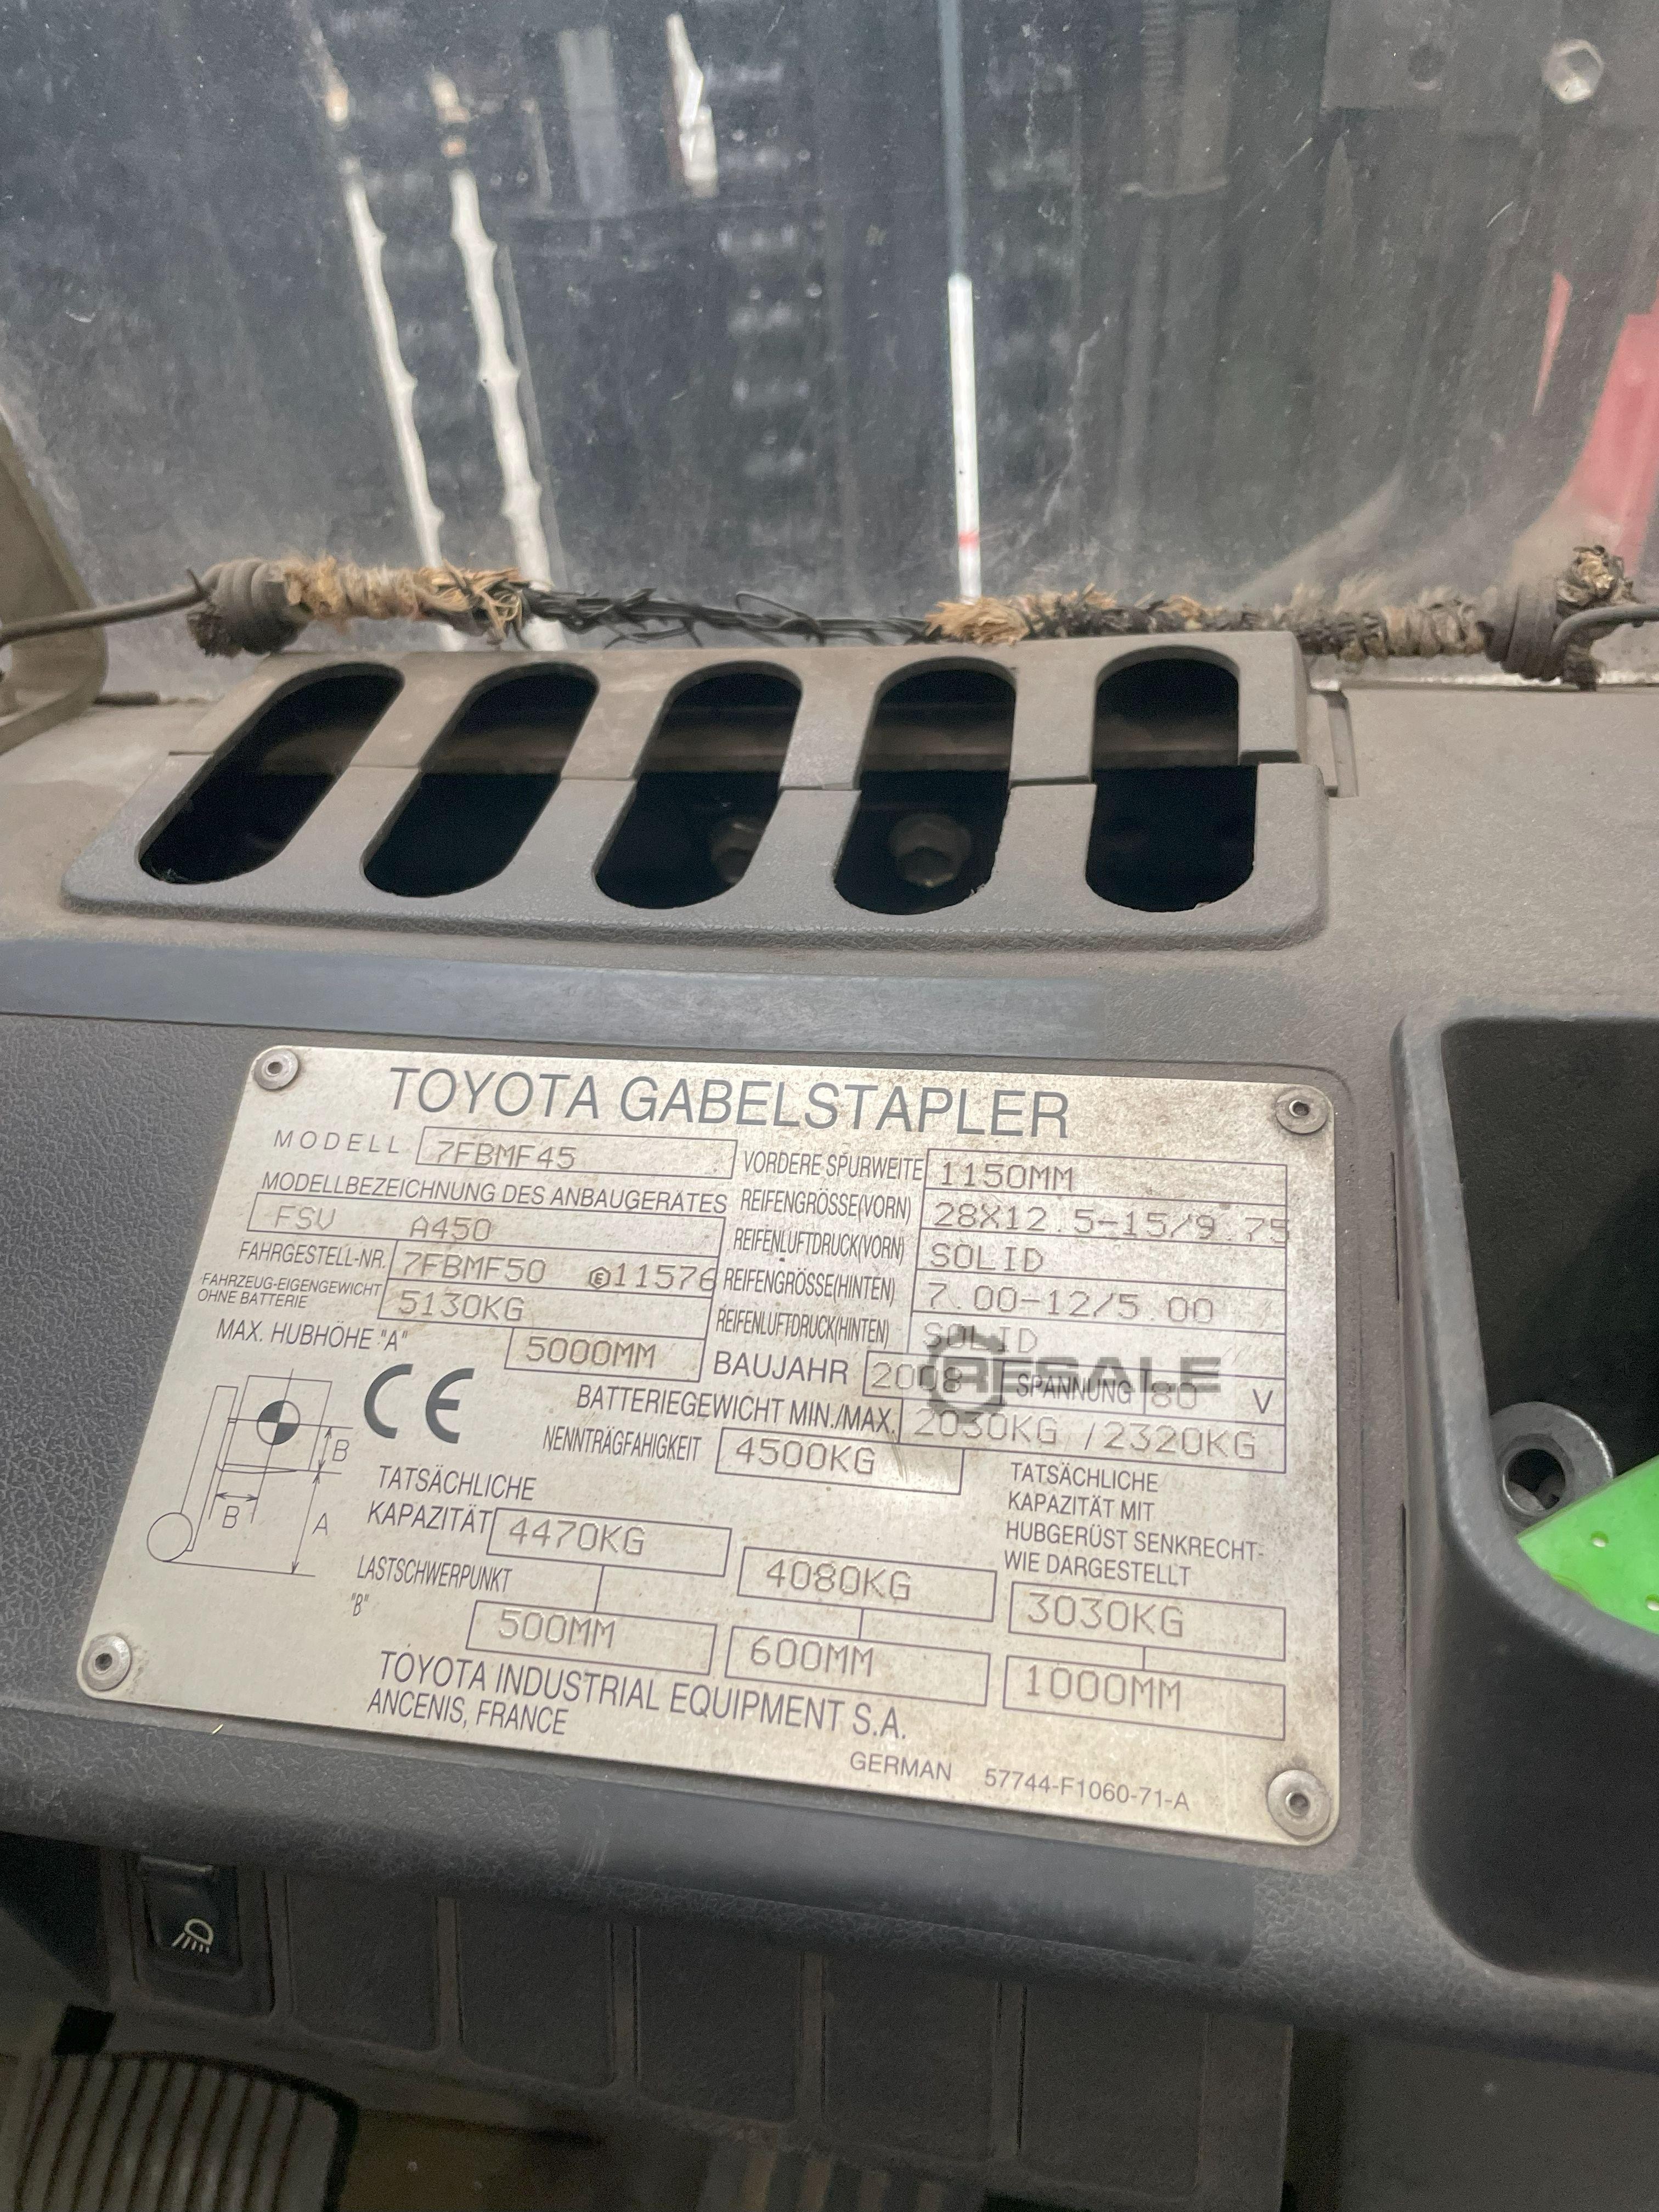 TOYOTA GABELSTAPLER
MODELL 7FBMF45
MODELLBEZEICHNUNG DES ANBAUGERATES
FSV A450
FAHRGESTELL-NR. 7FBMF50 E11576
FAHRZEUG-EIGENGEWICHT OHNE BATTERIE 5130KG
MAX. HUBHÖHE "A" 5000MM
VORDERE SPURWEITE 1150MM
REIFENGRÖSSE(VORN) 28X12.5-15/9.75
REIFENLUFTDRUCK(VORN) SOLID
REIFENGRÖSSE(HINTEN) 7.00-12/5.00
REIFENLUFTDRUCK(HINTEN) SOLID
BAUJAHR 2008 SPANNUNG 80 V
RESALE
BATTERIEGEWICHT MIN./MAX. 2030KG /2320KG
NENNTRÄGFAHIGKEIT 4500KG
CE
B
B
A
TATSÄCHLICHE
KAPAZITÄT 4470KG 4080KG
TATSÄCHLICHE
KAPAZITÄT MIT
HUBGERÜST SENKRECHT-
WIE DARGESTELLT
3030KG
LASTSCHWERPUNKT
"B"
500MM 600MM 1000MM
TOYOTA INDUSTRIAL EQUIPMENT S.A.
ANCENIS, FRANCE
GERMAN 57744-F1060-71-A